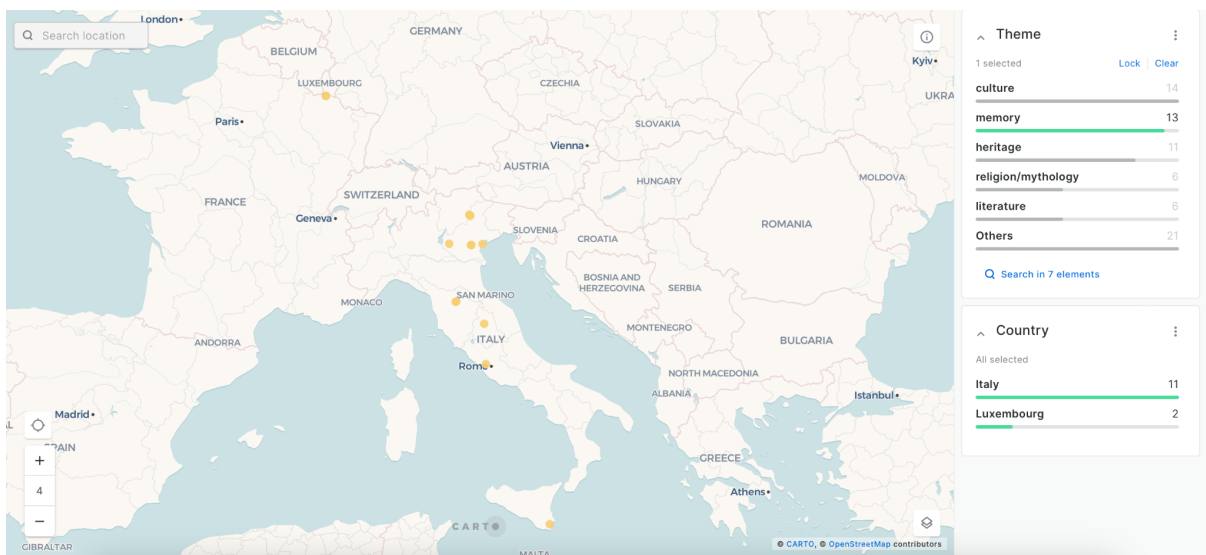 London
Search location
GERMANY
BELGIUM
Kyiv
LUXEMBOURG
CZECHIA
UKRA
Paris
SLOVAKIA
Vienna
AUSTRIA
MOLDOVA
HUNGARY
SWITZERLAND
FRANCE
Geneva
ROMANIA
SLOVENIA
CROATIA
BOSNIA AND
HERZEGOVINA
SERBIA
SAN MARINO
MONACO
MONTENEGRO
ANDORRA
ITALY
BULGARIA
Rome
NORTH MACEDONIA
ALBANIA
Istanbul
Madrid
AL
SPAIN
+
GREECE
4
Athens
−
CARTO
GIBRALTAR
MALTA
© CARTO, © OpenStreetMap contributors
Theme
1 selected Lock Clear
culture 14
memory 13
heritage 11
religion/mythology 6
literature 6
Others 21
Search in 7 elements
Country
All selected
Italy 11
Luxembourg 2